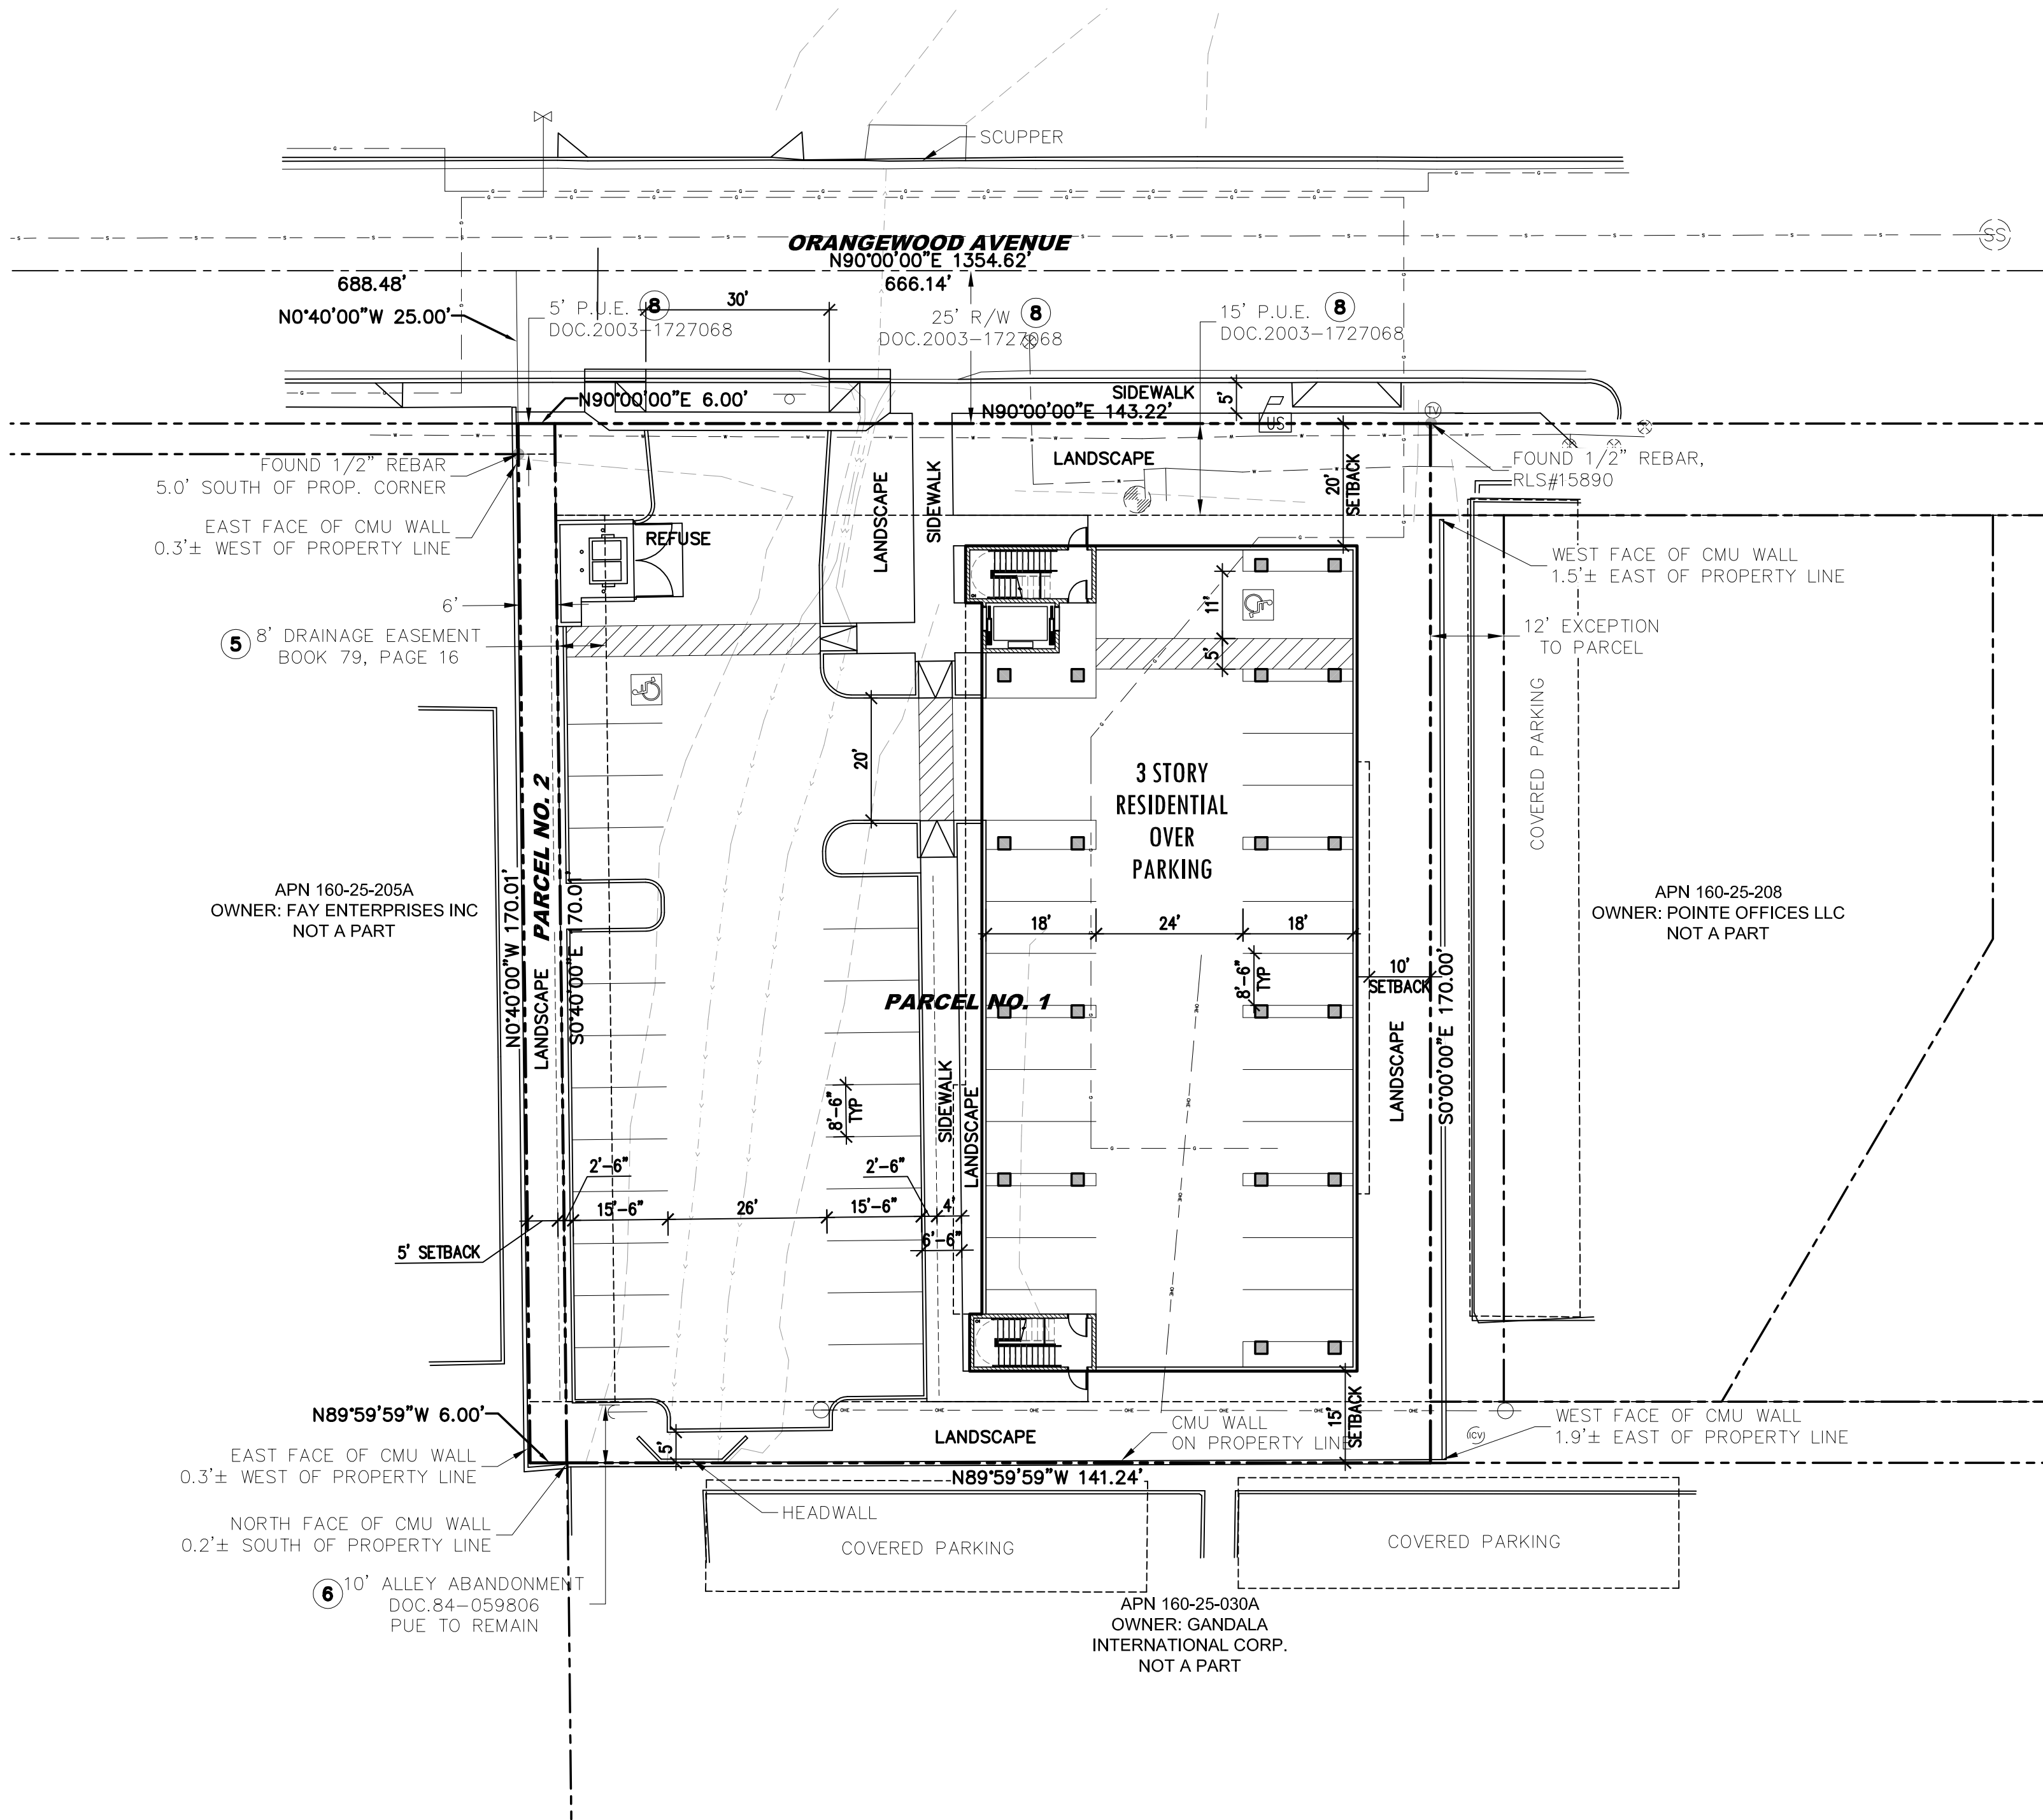 SCUPPER
ORANGEWOOD AVENUE
N90°00'00"E 1354.62'
SS
688.48'
666.14'
N0°40'00"W 25.00'
5' P.U.E. 8
DOC.2003-1727068
30'
25' R/W 8
DOC.2003-1727068
15' P.U.E. 8
DOC.2003-1727068
N90°00'00"E 6.00'
SIDEWALK
5'
N90°00'00"E 143.22'
US
TV
FOUND 1/2" REBAR
5.0' SOUTH OF PROP. CORNER
LANDSCAPE
SIDEWALK
LANDSCAPE
20'
SETBACK
FOUND 1/2" REBAR,
RLS#15890
EAST FACE OF CMU WALL
0.3'± WEST OF PROPERTY LINE
REFUSE
WEST FACE OF CMU WALL
1.5'± EAST OF PROPERTY LINE
6'
11'
5 8' DRAINAGE EASEMENT
BOOK 79, PAGE 16
5'
12' EXCEPTION
TO PARCEL
20'
3 STORY
RESIDENTIAL
OVER
PARKING
COVERED PARKING
PARCEL NO. 2
N0°40'00"W 170.01'
S0°40'00"E 170.01'
LANDSCAPE
APN 160-25-205A
OWNER: FAY ENTERPRISES INC
NOT A PART
APN 160-25-208
OWNER: POINTE OFFICES LLC
NOT A PART
18'
24'
18'
8'-6"
TYP
10'
SETBACK
PARCEL NO. 1
LANDSCAPE
S0°00'00"E 170.00'
8'-6"
TYP
SIDEWALK
LANDSCAPE
2'-6"
2'-6"
15'-6"
26'
15'-6"
4'
6'-6"
5' SETBACK
N89°59'59"W 6.00'
15'
SETBACK
5'
LANDSCAPE
CMU WALL
ON PROPERTY LINE
ICV
WEST FACE OF CMU WALL
1.9'± EAST OF PROPERTY LINE
EAST FACE OF CMU WALL
0.3'± WEST OF PROPERTY LINE
N89°59'59"W 141.24'
HEADWALL
NORTH FACE OF CMU WALL
0.2'± SOUTH OF PROPERTY LINE
COVERED PARKING
COVERED PARKING
6 10' ALLEY ABANDONMENT
DOC.84-059806
PUE TO REMAIN
APN 160-25-030A
OWNER: GANDALA
INTERNATIONAL CORP.
NOT A PART